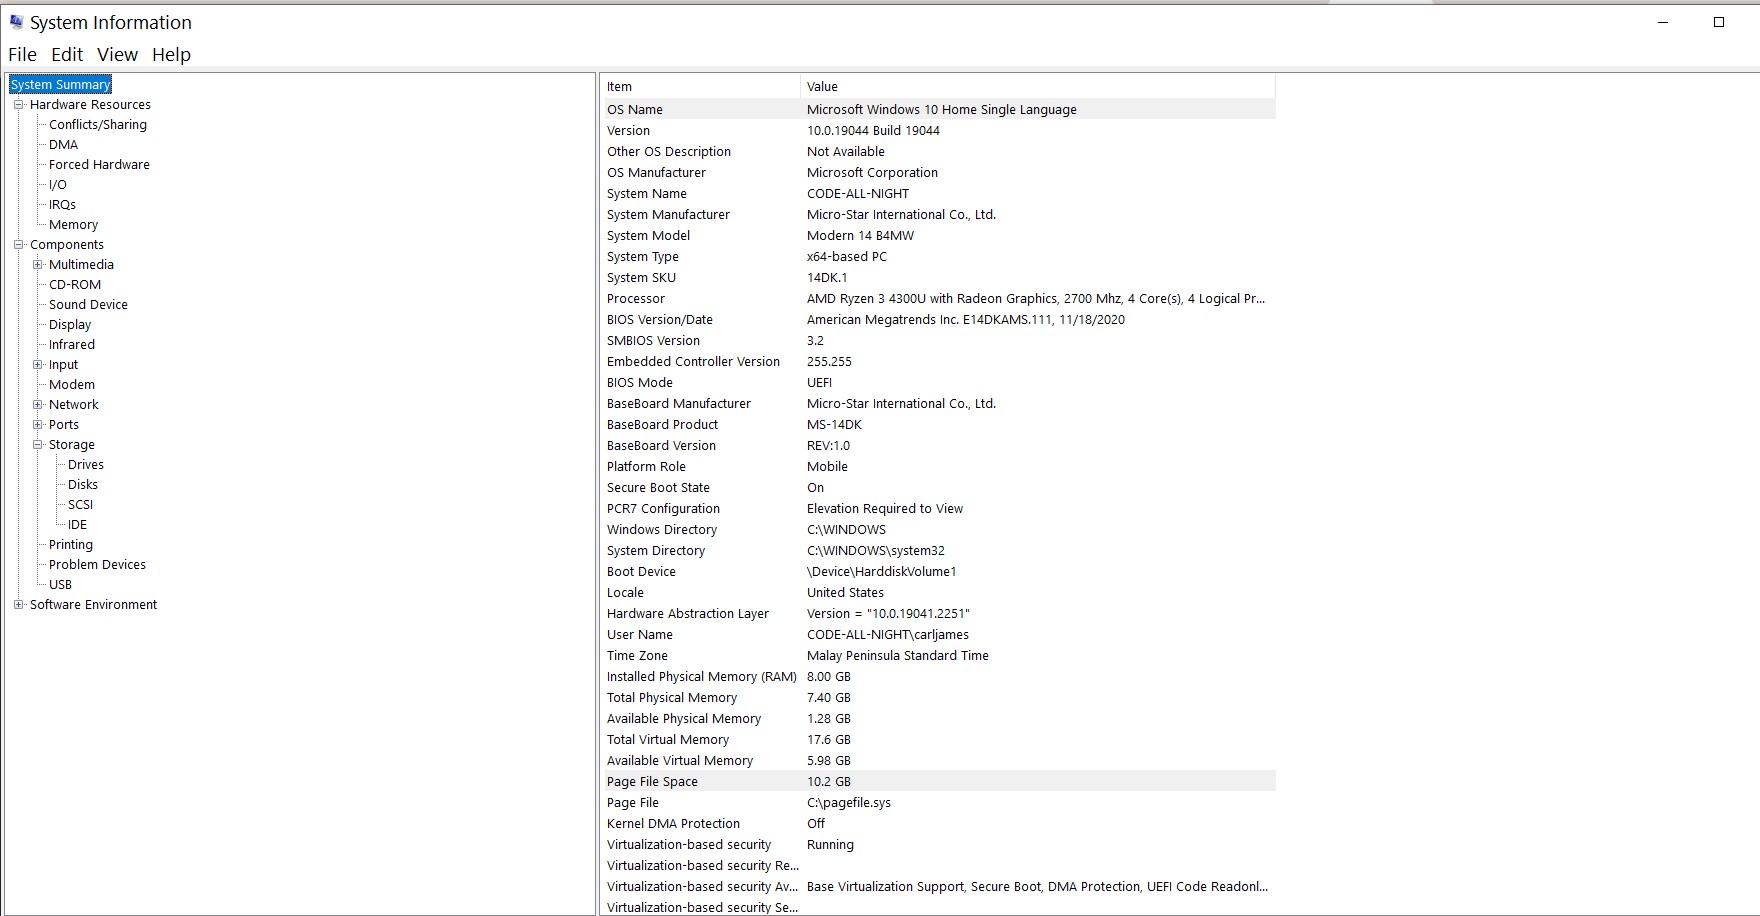 System Information
File Edit View Help
System Summary
Hardware Resources
Conflicts/Sharing
DMA
Forced Hardware
I/O
IRQs
Memory
Components
Multimedia
CD-ROM
Sound Device
Display
Infrared
Input
Modem
Network
Ports
Storage
Drives
Disks
SCSI
IDE
Printing
Problem Devices
USB
Software Environment
Item Value
OS Name Microsoft Windows 10 Home Single Language
Version 10.0.19044 Build 19044
Other OS Description Not Available
OS Manufacturer Microsoft Corporation
System Name CODE-ALL-NIGHT
System Manufacturer Micro-Star International Co., Ltd.
System Model Modern 14 B4MW
System Type x64-based PC
System SKU 14DK.1
Processor AMD Ryzen 3 4300U with Radeon Graphics, 2700 Mhz, 4 Core(s), 4 Logical Pr...
BIOS Version/Date American Megatrends Inc. E14DKAMS.111, 11/18/2020
SMBIOS Version 3.2
Embedded Controller Version 255.255
BIOS Mode UEFI
BaseBoard Manufacturer Micro-Star International Co., Ltd.
BaseBoard Product MS-14DK
BaseBoard Version REV:1.0
Platform Role Mobile
Secure Boot State On
PCR7 Configuration Elevation Required to View
Windows Directory C:\WINDOWS
System Directory C:\WINDOWS\system32
Boot Device \Device\HarddiskVolume1
Locale United States
Hardware Abstraction Layer Version = "10.0.19041.2251"
User Name CODE-ALL-NIGHT\carljames
Time Zone Malay Peninsula Standard Time
Installed Physical Memory (RAM) 8.00 GB
Total Physical Memory 7.40 GB
Available Physical Memory 1.28 GB
Total Virtual Memory 17.6 GB
Available Virtual Memory 5.98 GB
Page File Space 10.2 GB
Page File C:\pagefile.sys
Kernel DMA Protection Off
Virtualization-based security Running
Virtualization-based security Re...
Virtualization-based security Av... Base Virtualization Support, Secure Boot, DMA Protection, UEFI Code Readonl...
Virtualization-based security Se...